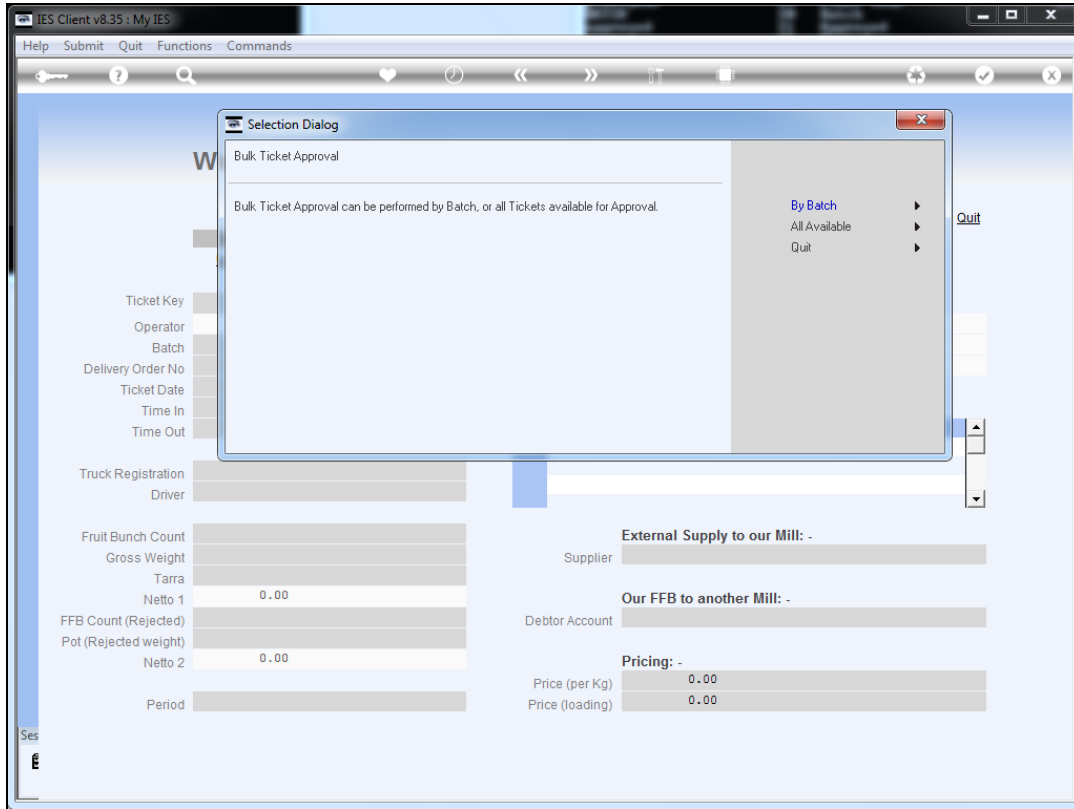 IES Client v8.35 : My IES
Help Submit Quit Functions Commands
Selection Dialog
W
Bulk Ticket Approval
Bulk Ticket Approval can be performed by Batch, or all Tickets available for Approval.
By Batch
All Available
Quit
Quit
Ticket Key
Operator
Batch
Delivery Order No
Ticket Date
Time In
Time Out
Truck Registration
Driver
Fruit Bunch Count
Gross Weight
Tarra
Netto 1 0.00
FFB Count (Rejected)
Pot (Rejected weight)
Netto 2 0.00
Period
External Supply to our Mill: -
Supplier
Our FFB to another Mill: -
Debtor Account
Pricing: -
Price (per Kg) 0.00
Price (loading) 0.00
Ses